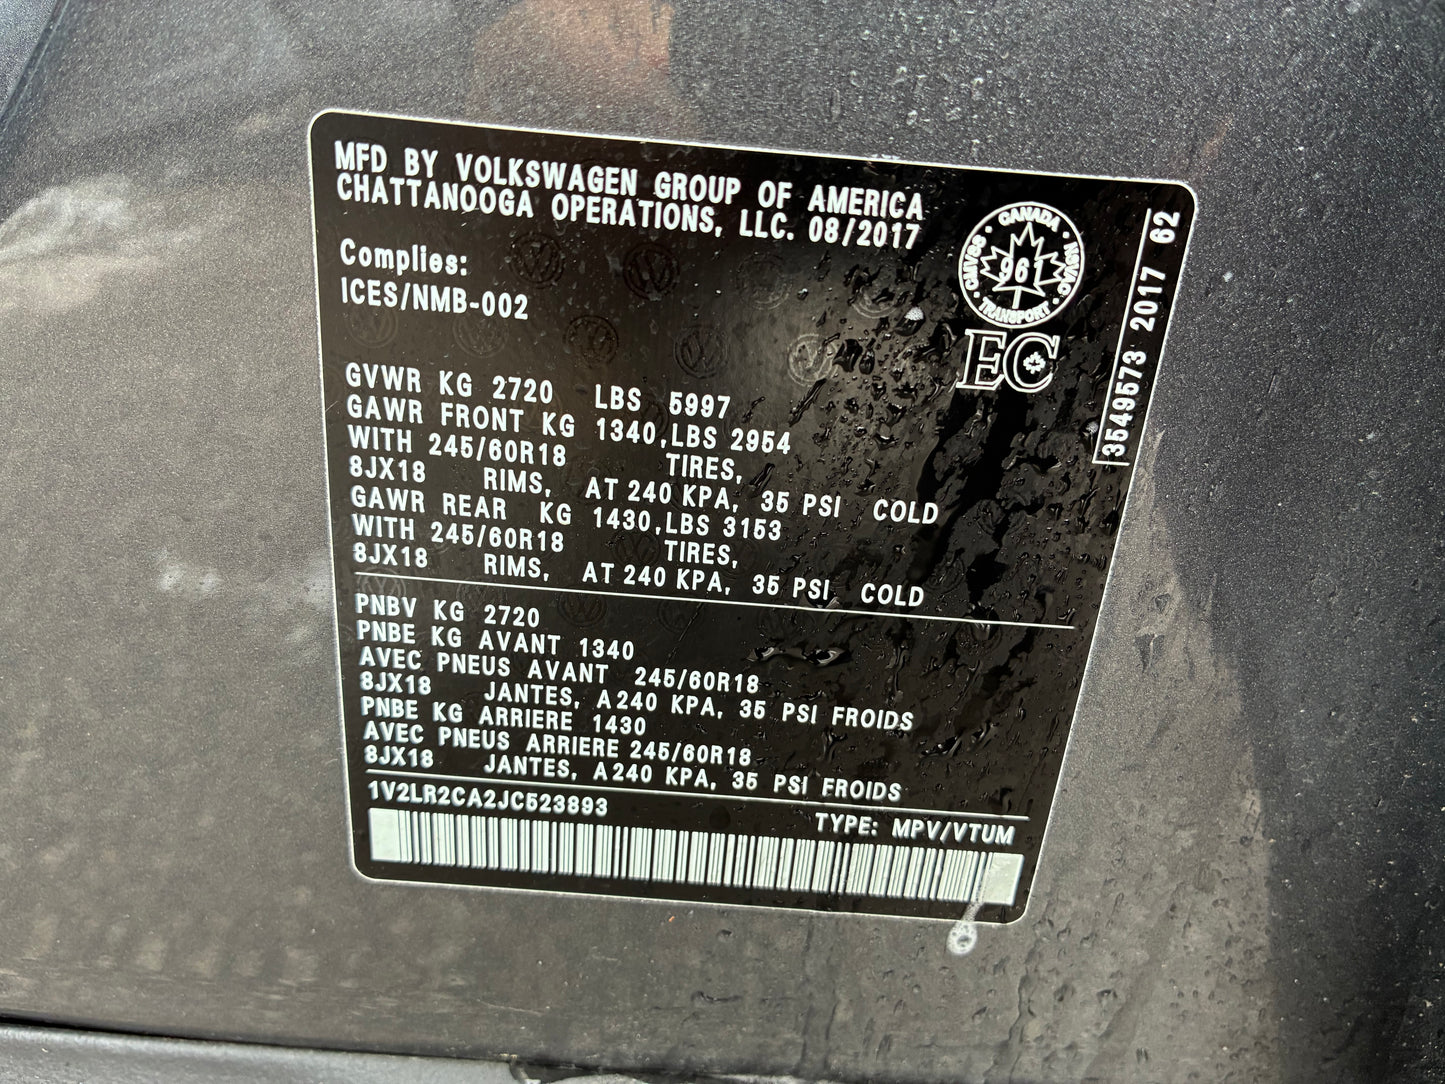 MFD BY VOLKSWAGEN GROUP OF AMERICA
CHATTANOOGA OPERATIONS, LLC. 08/2017
Complies:
ICES/NMB-002
CANADA
CMVSS
961
NSVAC
TRANSPORT
EC
3549573 2017 62
GVWR KG 2720 LBS 5997
GAWR FRONT KG 1340,LBS 2954
WITH 245/60R18 TIRES,
8JX18 RIMS, AT 240 KPA, 35 PSI COLD
GAWR REAR KG 1430,LBS 3153
WITH 245/60R18 TIRES,
8JX18 RIMS, AT 240 KPA, 35 PSI COLD
PNBV KG 2720
PNBE KG AVANT 1340
AVEC PNEUS AVANT 245/60R18
8JX18 JANTES, A 240 KPA, 35 PSI FROIDS
PNBE KG ARRIERE 1430
AVEC PNEUS ARRIERE 245/60R18
8JX18 JANTES, A 240 KPA, 35 PSI FROIDS
1V2LR2CA2JC523893
TYPE: MPV/VTUM